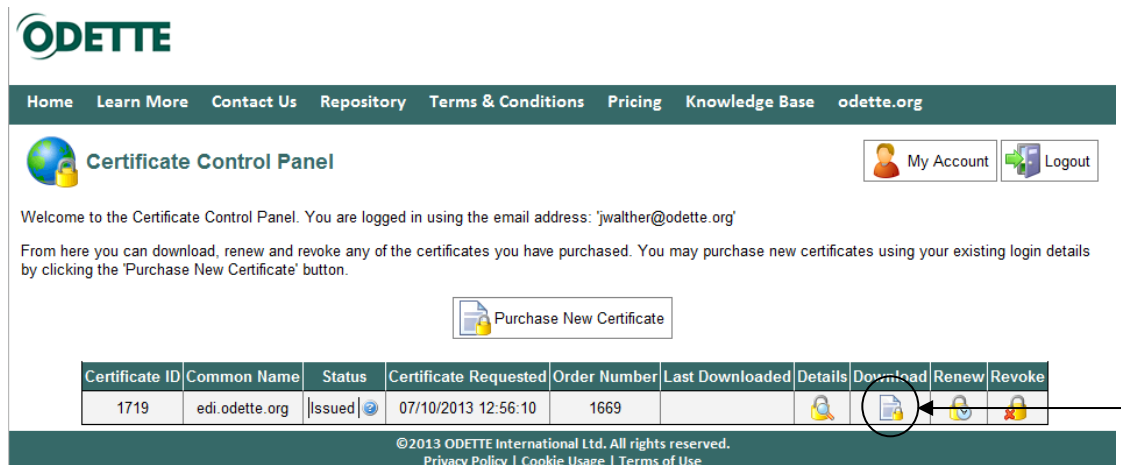 ODETTE
Home Learn More Contact Us Repository Terms & Conditions Pricing Knowledge Base odette.org
Certificate Control Panel
My Account Logout
Welcome to the Certificate Control Panel. You are logged in using the email address: 'jwalther@odette.org'
From here you can download, renew and revoke any of the certificates you have purchased. You may purchase new certificates using your existing login details
by clicking the 'Purchase New Certificate' button.
Purchase New Certificate
Certificate ID Common Name Status Certificate Requested Order Number Last Downloaded Details Download Renew Revoke
1719 edi.odette.org Issued 07/10/2013 12:56:10 1669
©2013 ODETTE International Ltd. All rights reserved.
Privacy Policy | Cookie Usage | Terms of Use